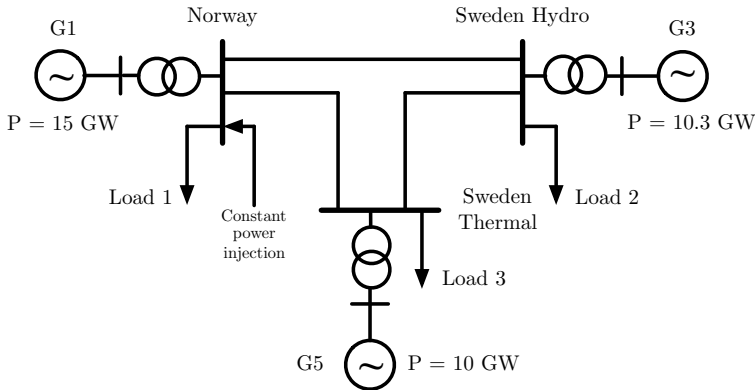 Norway
Sweden Hydro
G1
G3
P = 15 GW
P = 10.3 GW
Load 1
Constant
power
injection
Sweden
Thermal
Load 2
Load 3
G5
P = 10 GW